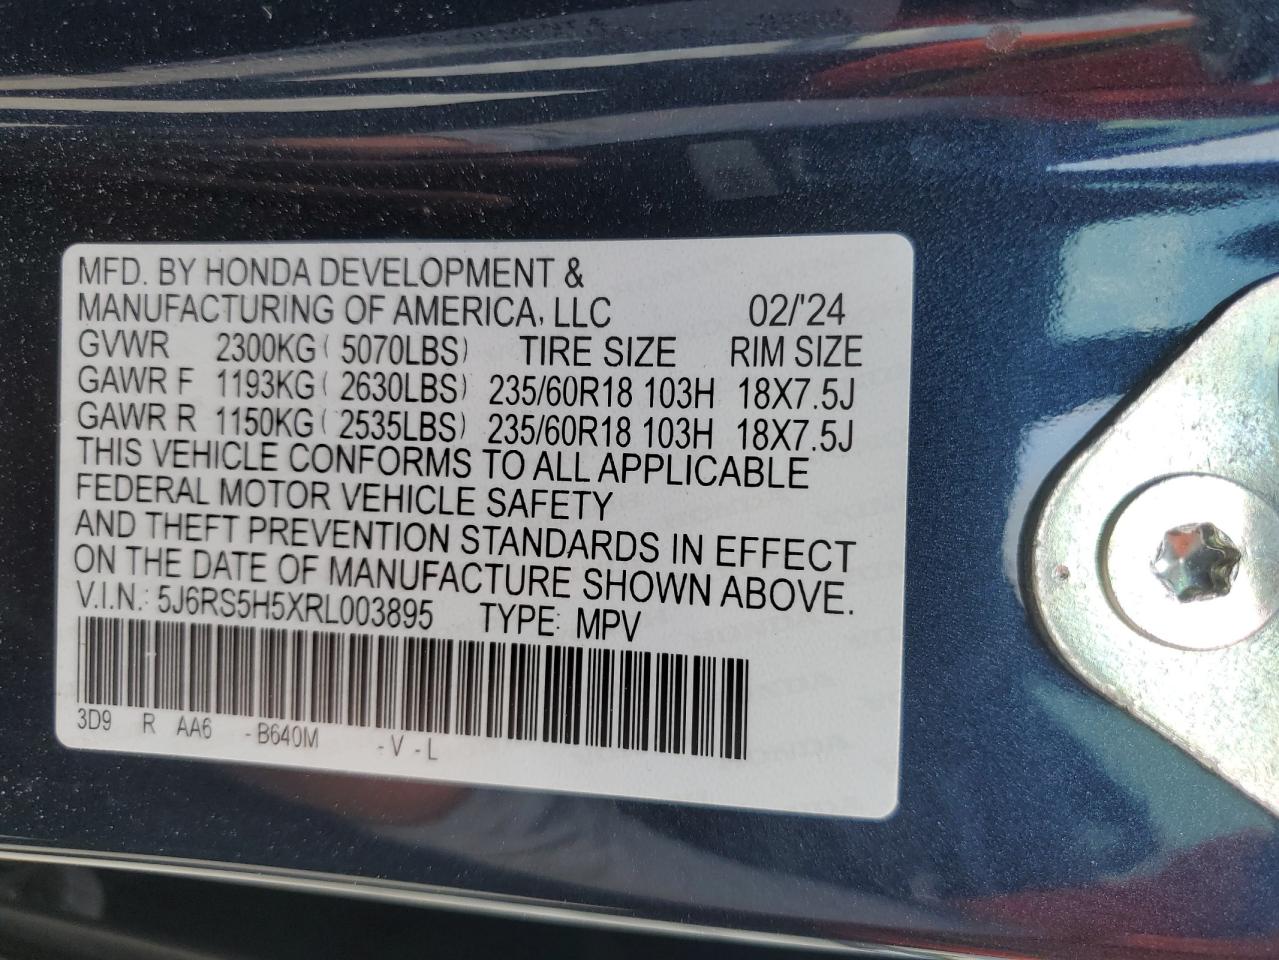 MFD. BY HONDA DEVELOPMENT &
MANUFACTURING OF AMERICA, LLC 02/'24
GVWR 2300KG ( 5070LBS) TIRE SIZE RIM SIZE
GAWR F 1193KG ( 2630LBS) 235/60R18 103H 18X7.5J
GAWR R 1150KG ( 2535LBS) 235/60R18 103H 18X7.5J
THIS VEHICLE CONFORMS TO ALL APPLICABLE
FEDERAL MOTOR VEHICLE SAFETY
AND THEFT PREVENTION STANDARDS IN EFFECT
ON THE DATE OF MANUFACTURE SHOWN ABOVE.
V.I.N.: 5J6RS5H5XRL003895 TYPE: MPV
3D9 R AA6 -B640M -V -L